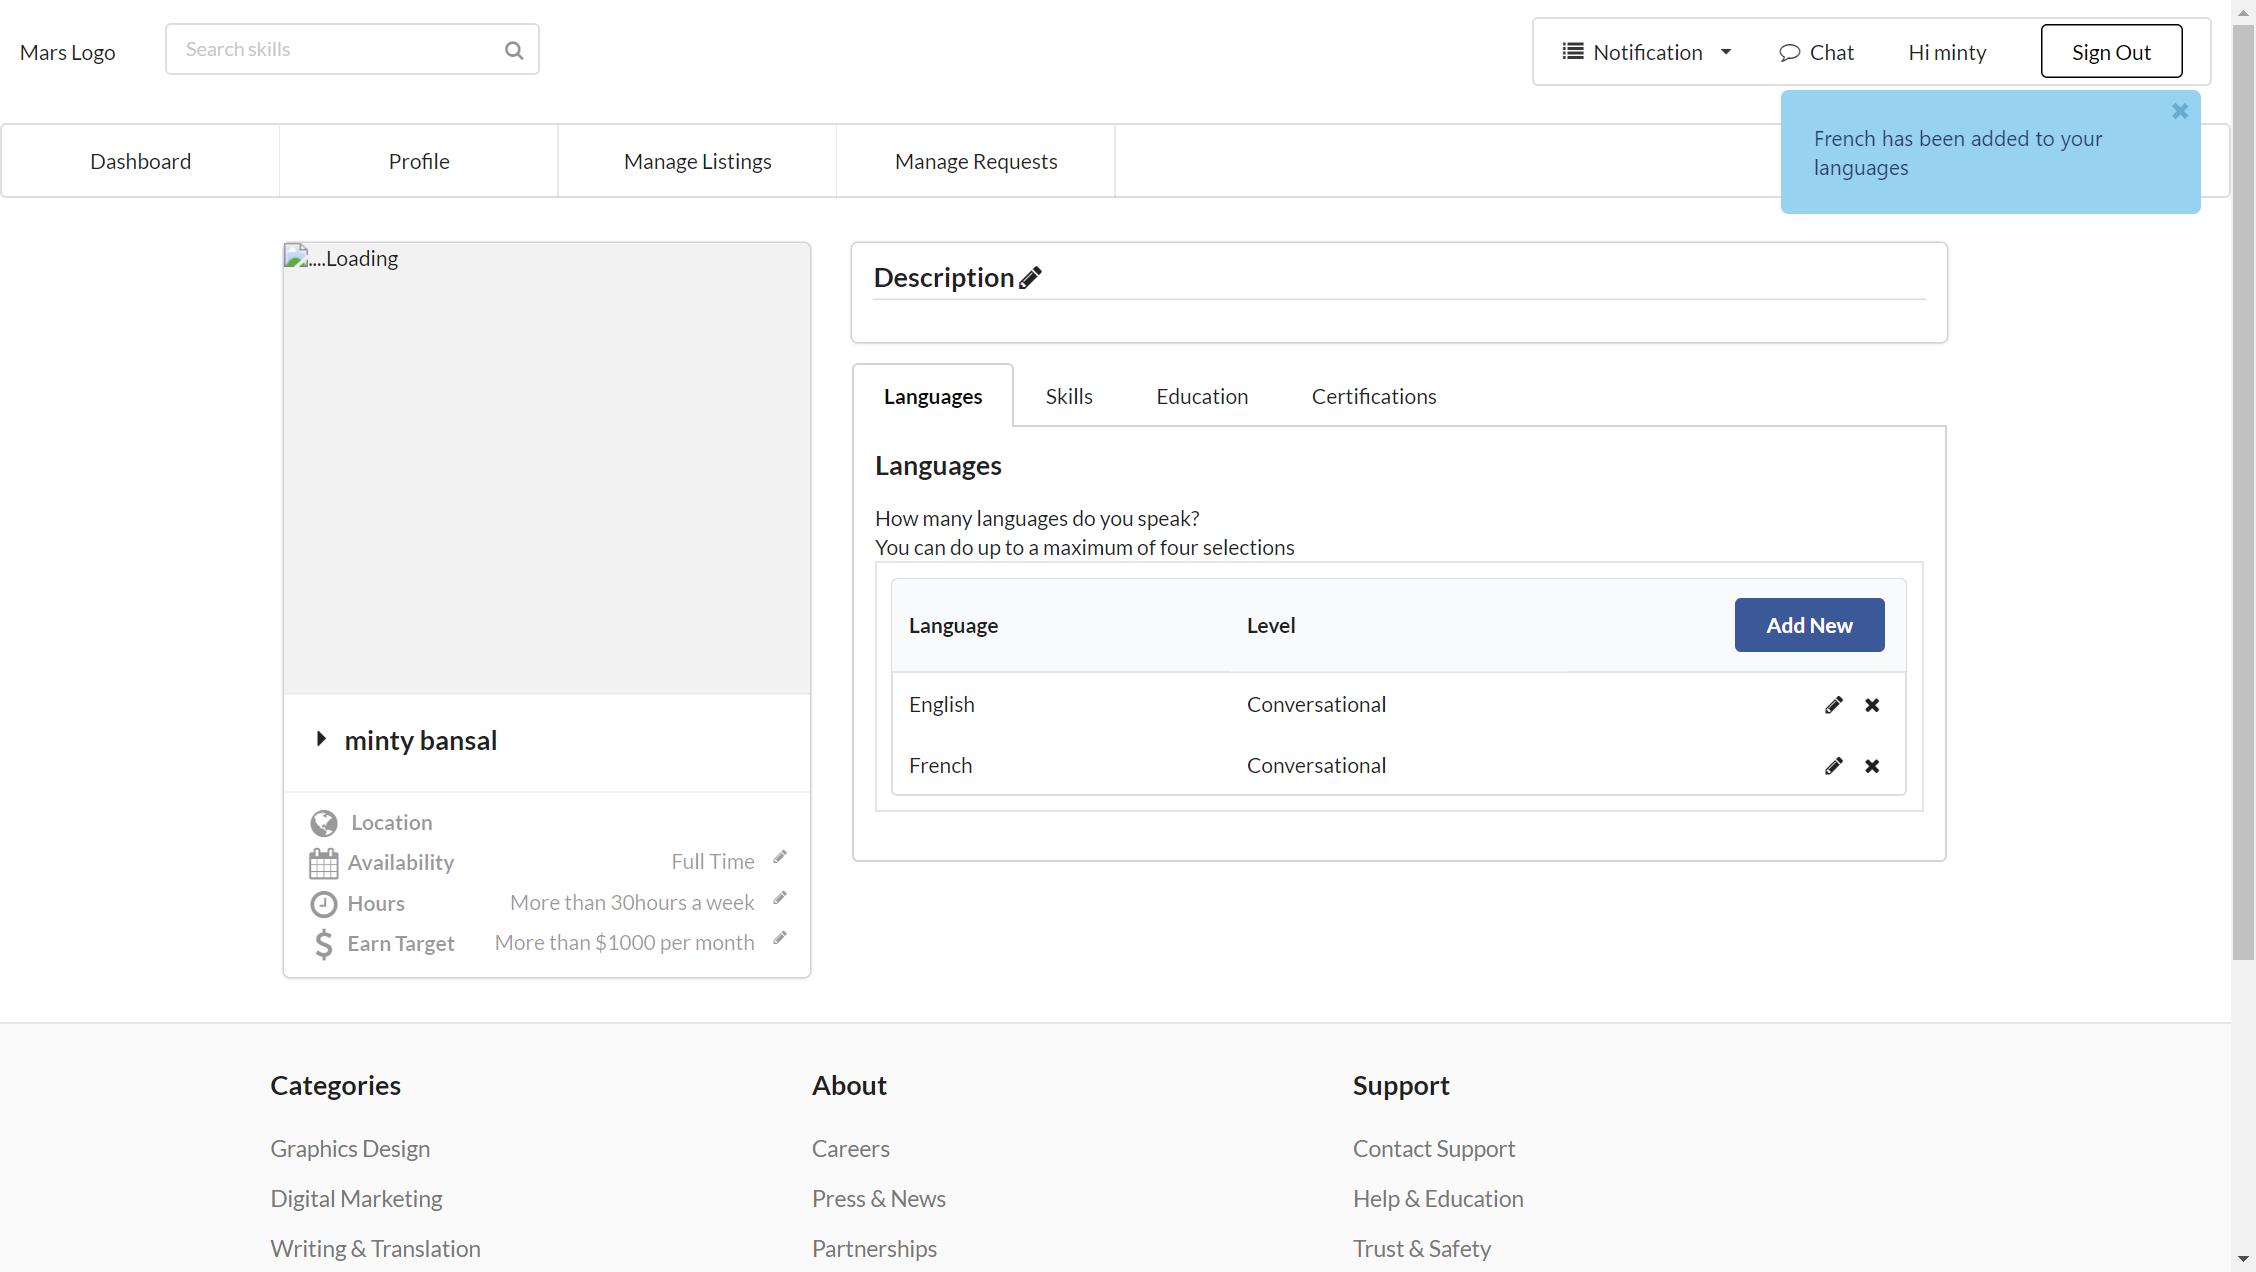 Mars Logo
Search skills
Notification
Chat
Hi minty
Sign Out
French has been added to your
languages
Dashboard
Profile
Manage Listings
Manage Requests
....Loading
minty bansal
Location
Availability
Full Time
Hours
More than 30hours a week
Earn Target
More than $1000 per month
Description
Languages
Skills
Education
Certifications
Languages
How many languages do you speak?
You can do up to a maximum of four selections
Language
Level
Add New
English
Conversational
French
Conversational
Categories
Graphics Design
Digital Marketing
Writing & Translation
About
Careers
Press & News
Partnerships
Support
Contact Support
Help & Education
Trust & Safety